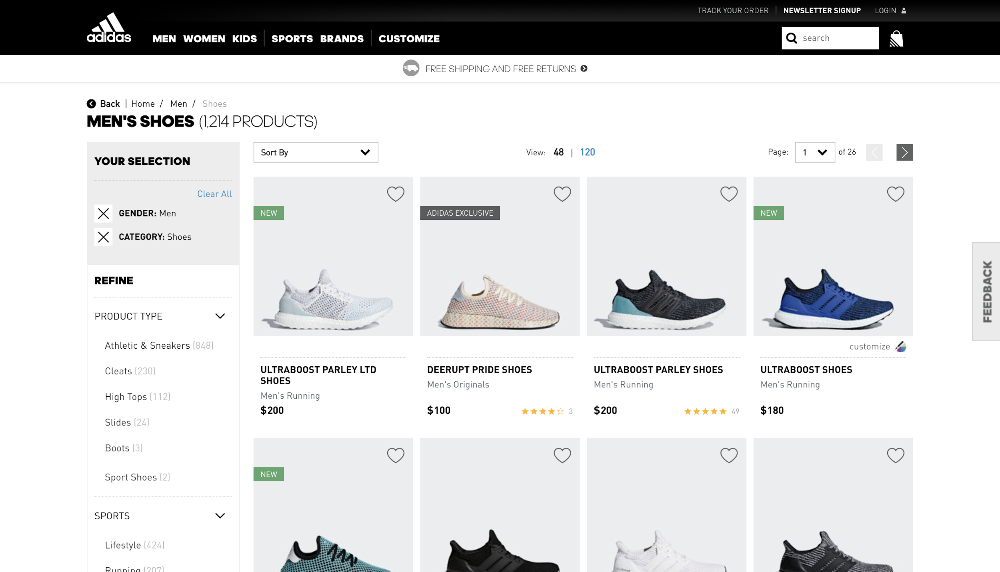 TRACK YOUR ORDER | NEWSLETTER SIGNUP LOGIN
adidas
MEN WOMEN KIDS | SPORTS BRANDS | CUSTOMIZE
search
FREE SHIPPING AND FREE RETURNS
Back | Home / Men / Shoes
MEN'S SHOES (1,214 PRODUCTS)
YOUR SELECTION
Clear All
GENDER: Men
CATEGORY: Shoes
REFINE
PRODUCT TYPE
Athletic & Sneakers (848)
Cleats (230)
High Tops (112)
Slides (24)
Boots (3)
Sport Shoes (2)
SPORTS
Lifestyle (424)
Running (207)
Sort By
View: 48 | 120
Page: 1 of 26
NEW
ULTRABOOST PARLEY LTD
SHOES
Men's Running
$200
ADIDAS EXCLUSIVE
DEERUPT PRIDE SHOES
Men's Originals
$100
3
ULTRABOOST PARLEY SHOES
Men's Running
$200
49
NEW
customize
ULTRABOOST SHOES
Men's Running
$180
NEW
FEEDBACK